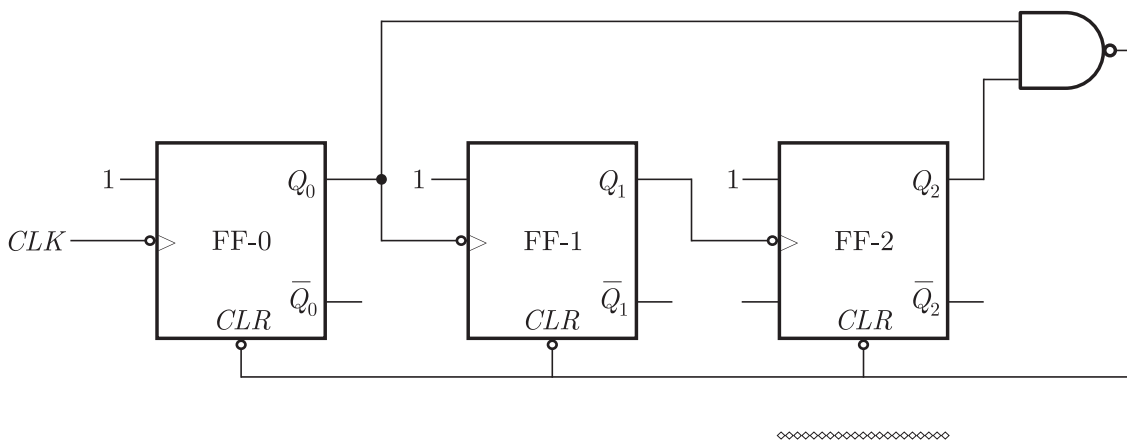 1 Q₀ 1 Q₁ 1 Q₂
CLK FF-0 FF-1 FF-2
Q̅₀ Q̅₁ Q̅₂
CLR CLR CLR